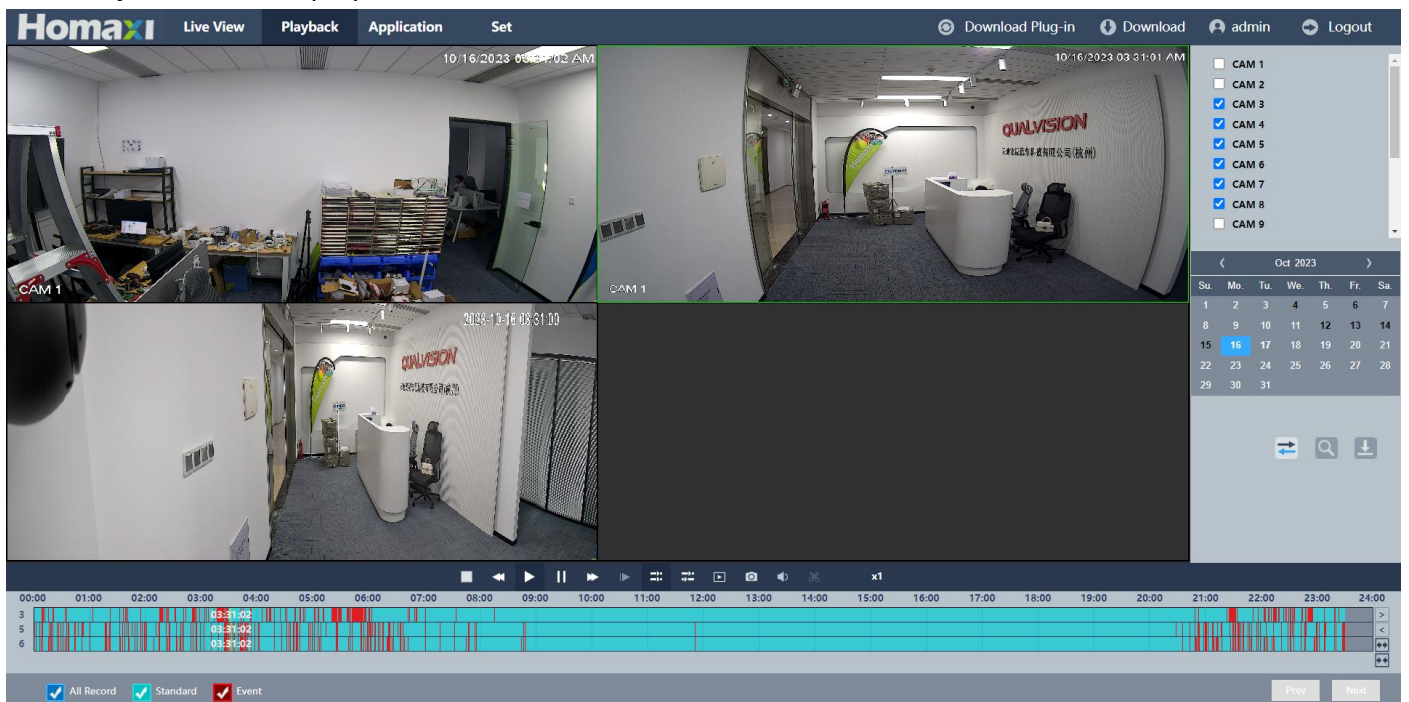 Homaxi Live View Playback Application Set Download Plug-in Download admin Logout
10/16/2023 03:31:02 AM
CAM 1
10/16/2023 03:31:01 AM
QUALVISION
CAM 1
2023-10-16 03:31:00
QUALVISION
CAM 1
CAM 2
CAM 3
CAM 4
CAM 5
CAM 6
CAM 7
CAM 8
CAM 9
Oct 2023
Su. Mo. Tu. We. Th. Fr. Sa.
1 2 3 4 5 6 7
8 9 10 11 12 13 14
15 16 17 18 19 20 21
22 23 24 25 26 27 28
29 30 31
x1
00:00 01:00 02:00 03:00 04:00 05:00 06:00 07:00 08:00 09:00 10:00 11:00 12:00 13:00 14:00 15:00 16:00 17:00 18:00 19:00 20:00 21:00 22:00 23:00 24:00
3 03:31:02
5 03:31:02
6 03:31:02
All Record Standard Event
Prev Next